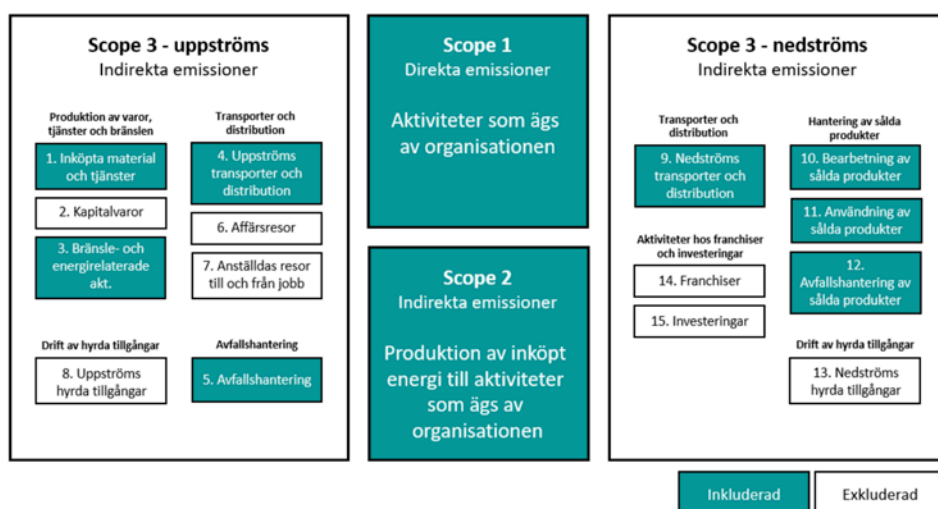 Scope 3 - uppströms
Indirekta emissioner
Produktion av varor,
tjänster och bränslen
1. Inköpta material
och tjänster
2. Kapitalvaror
3. Bränsle- och
energirelaterade
akt.
Transporter och
distribution
4. Uppströms
transporter och
distribution
6. Affärsresor
7. Anställdas resor
till och från jobb
Drift av hyrda tillgångar
8. Uppströms
hyrda tillgångar
Avfallshantering
5. Avfallshantering
Scope 1
Direkta emissioner
Aktiviteter som ägs
av organisationen
Scope 2
Indirekta emissioner
Produktion av inköpt
energi till aktiviteter
som ägs av
organisationen
Scope 3 - nedströms
Indirekta emissioner
Transporter och
distribution
9. Nedströms
transporter och
distribution
Aktiviteter hos franchiser
och investeringar
14. Franchiser
15. Investeringar
Hantering av sålda
produkter
10. Bearbetning av
sålda produkter
11. Användning av
sålda produkter
12.
Avfallshantering av
sålda produkter
Drift av hyrda tillgångar
13. Nedströms
hyrda tillgångar
Inkluderad
Exkluderad